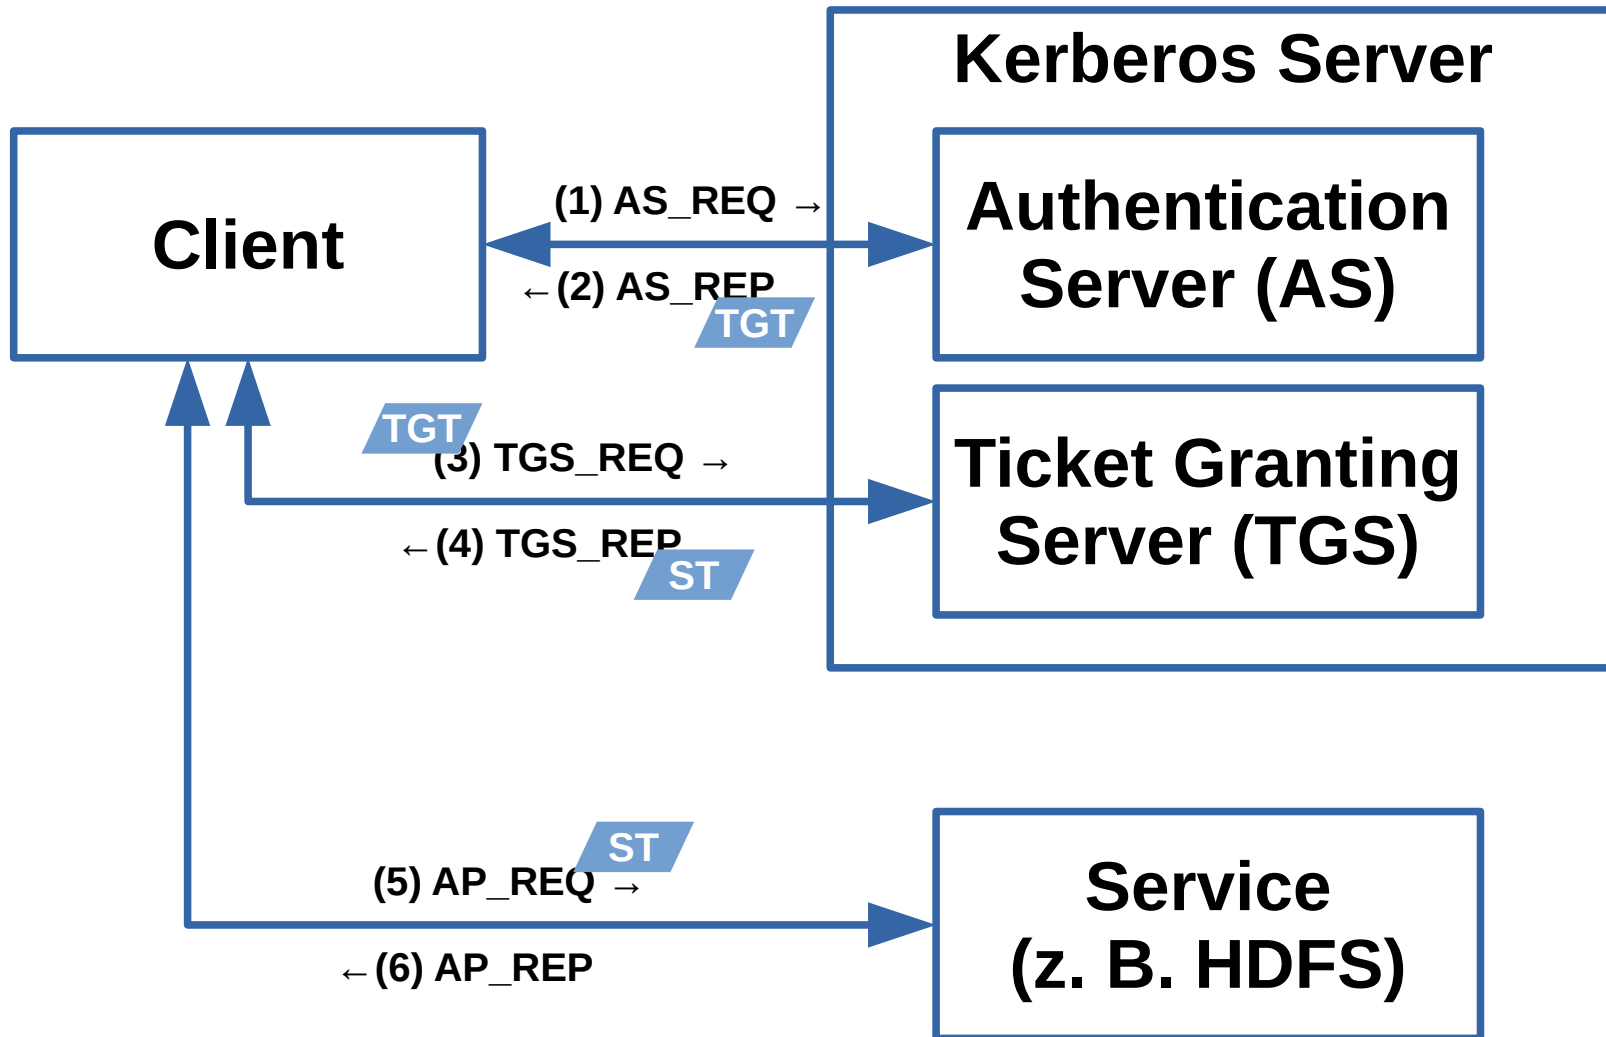 Kerberos Server
Client
(1) AS_REQ →
←(2) AS_REP
TGT
Authentication
Server (AS)
TGT
(3) TGS_REQ →
←(4) TGS_REP
ST
Ticket Granting
Server (TGS)
ST
(5) AP_REQ →
←(6) AP_REP
Service
(z. B. HDFS)